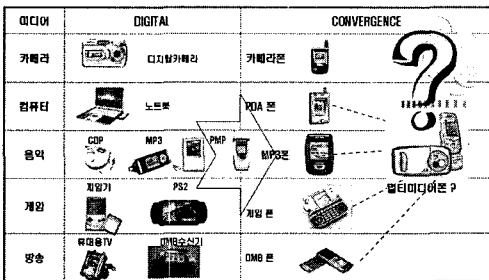 미디어 DIGITAL CONVERGENCE
카메라 디지털카메라 카메라폰
컴퓨터 노트북 PDA 폰
음악 CDP MP3 PMP MP3폰
게임 게임기 PS2 게임 폰
방송 휴대용TV DMB수신기 DMB 폰
?
멀티미디어폰 ?